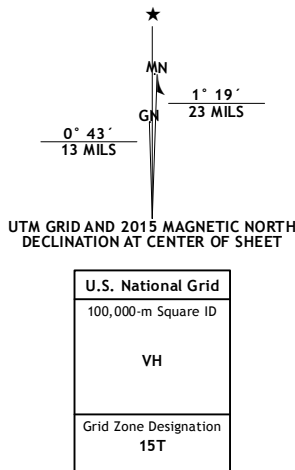 MN
1° 19´
23 MILS
GN
0° 43´
13 MILS
UTM GRID AND 2015 MAGNETIC NORTH
DECLINATION AT CENTER OF SHEET
U.S. National Grid
100,000-m Square ID
VH
Grid Zone Designation
15T